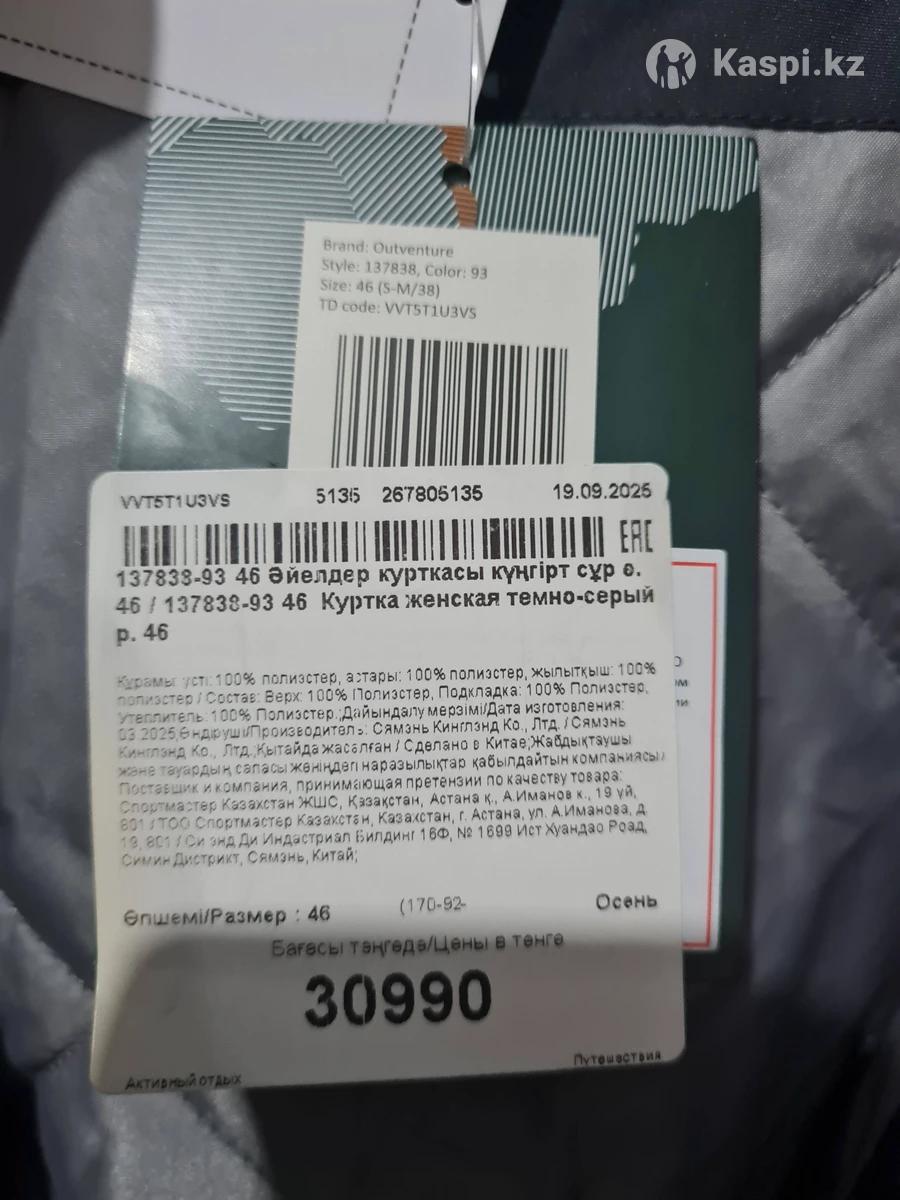 Kaspi.kz
Brand: Outventure
Style: 137838, Color: 93
Size: 46 (S-M/38)
TD code: VVT5T1U3VS
VVT5T1U3VS 5135 267805135 19.09.2025
EAC
137838-93 46 Әйелдер курткасы күңгірт сұр ө.
46 / 137838-93 46 Куртка женская темно-серый
р. 46
Құрамы: үсті: 100% полиэстер, астары: 100% полиэстер, жылытқыш: 100%
полиэстер / Состав: Верх: 100% Полиэстер, Подкладка: 100% Полиэстер,
Утеплитель: 100% Полиэстер.;Дайындалу мерзімі/Дата изготовления:
03.2025;Өндіруші/Производитель: Сямэнь Кинглэнд Ко., Лтд. / Сямэнь
Кинглэнд Ко., Лтд.;Қытайда жасалған / Сделано в Китае;Жабдықтаушы
және тауардың сапасы жөніндегі наразылықтар қабылдайтын компаниясы /
Поставщик и компания, принимающая претензии по качеству товара:
Спортмастер Казахстан ЖШС, Қазақстан, Астана қ., А.Иманов к., 19 үй,
801 / ТОО Спортмастер Казахстан, Казахстан, г. Астана, ул. А.Иманова, д.
19, 801 / Си энд Ди Индастриал Билдинг 16Ф, № 1699 Ист Хуандао Роад,
Симин Дистрикт, Сямэнь, Китай;
Өлшемі/Размер : 46 (170-92- Осень
Бағасы тәңгеде/Цены в тенге
30990
Путешествия
Активный отдых